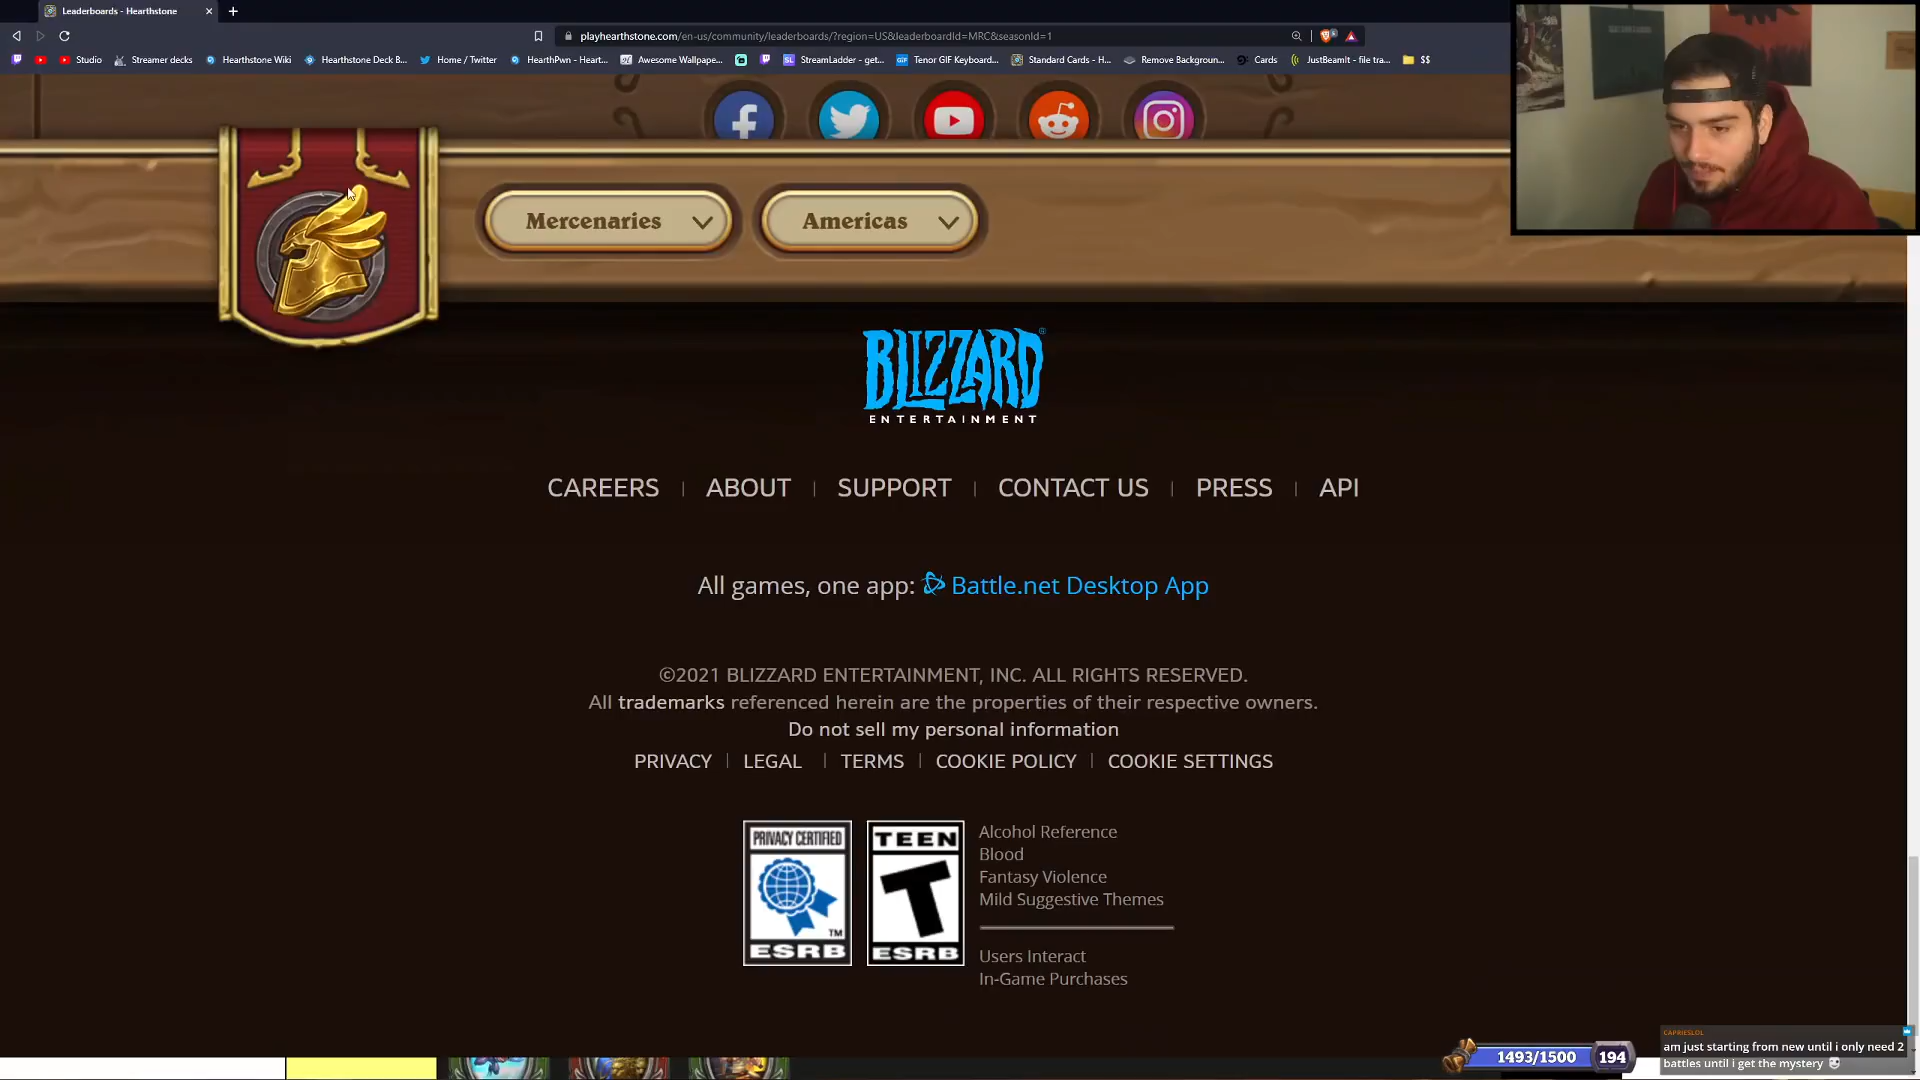 Leaderboards - Hearthstone
playhearthstone.com/en-us/community/leaderboards/?region=US&leaderboardId=MRC&seasonId=1
Studio Streamer decks Hearthstone Wiki Hearthstone Deck B... Home / Twitter HearthPwn - Heart... Awesome Wallpape... StreamLadder - get... Tenor GIF Keyboard... Standard Cards - H... Remove Backgroun... Cards JustBeamIt - file tra... $$
Mercenaries Americas
BLIZZARD
ENTERTAINMENT
CAREERS | ABOUT | SUPPORT | CONTACT US | PRESS | API
All games, one app: Battle.net Desktop App
©2021 BLIZZARD ENTERTAINMENT, INC. ALL RIGHTS RESERVED.
All trademarks referenced herein are the properties of their respective owners.
Do not sell my personal information
PRIVACY | LEGAL | TERMS | COOKIE POLICY | COOKIE SETTINGS
PRIVACY CERTIFIED
TM
ESRB
TEEN
T
ESRB
Alcohol Reference
Blood
Fantasy Violence
Mild Suggestive Themes
Users Interact
In-Game Purchases
1493/1500 194
CAPRIESLOL
am just starting from new until i only need 2
battles until i get the mystery